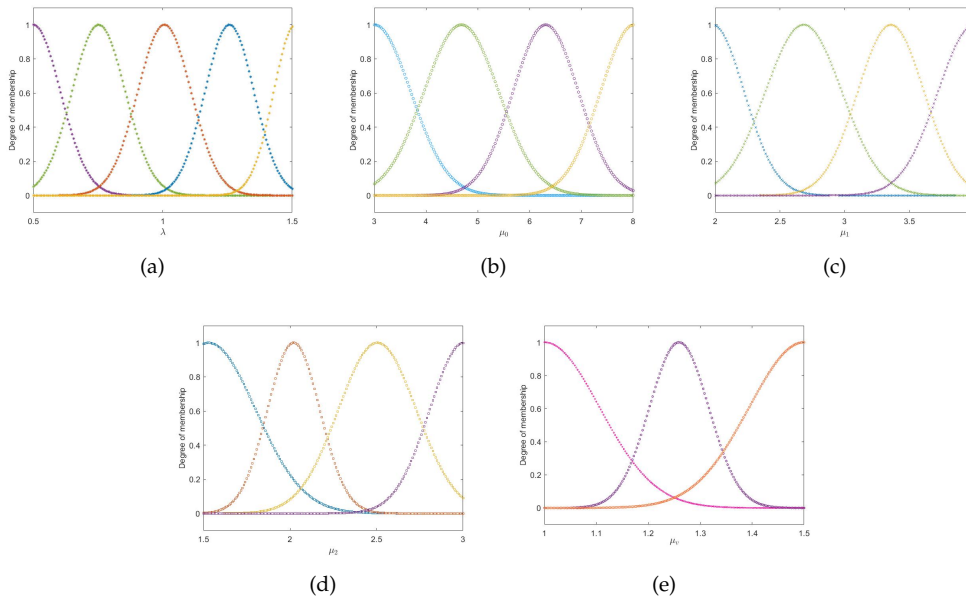 1
0.8
0.6
0.4
0.2
0
Degree of membership
0.5 1 1.5
λ
(a)
1
0.8
0.6
0.4
0.2
0
Degree of membership
3 4 5 6 7 8
μ0
(b)
1
0.8
0.6
0.4
0.2
0
Degree of membership
2 2.5 3 3.5
μ1
(c)
1
0.8
0.6
0.4
0.2
0
Degree of membership
1.5 2 2.5 3
μ2
(d)
1
0.8
0.6
0.4
0.2
0
Degree of membership
1 1.1 1.2 1.3 1.4 1.5
μv
(e)